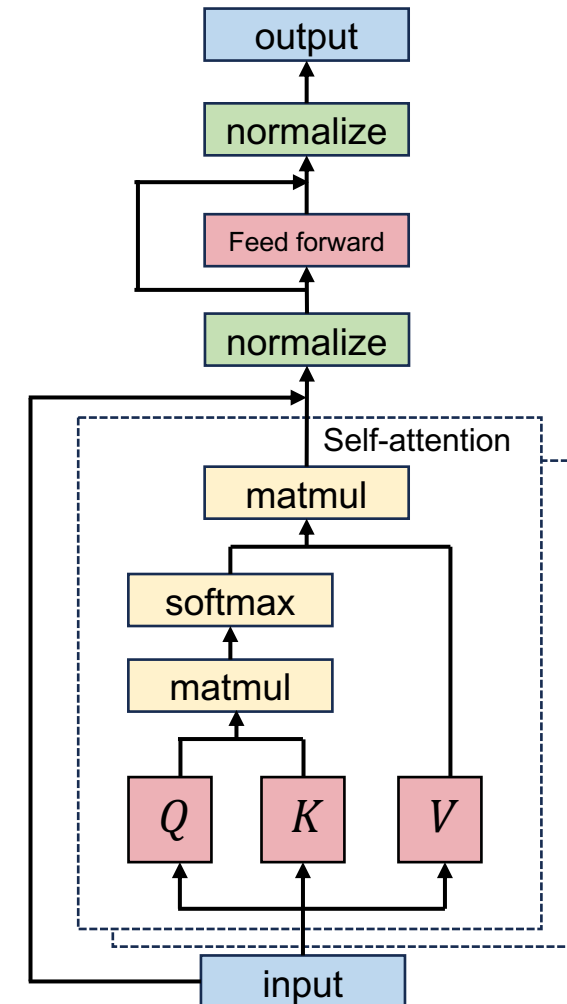 output
normalize
Feed forward
normalize
Self-attention
matmul
softmax
matmul
Q K V
input